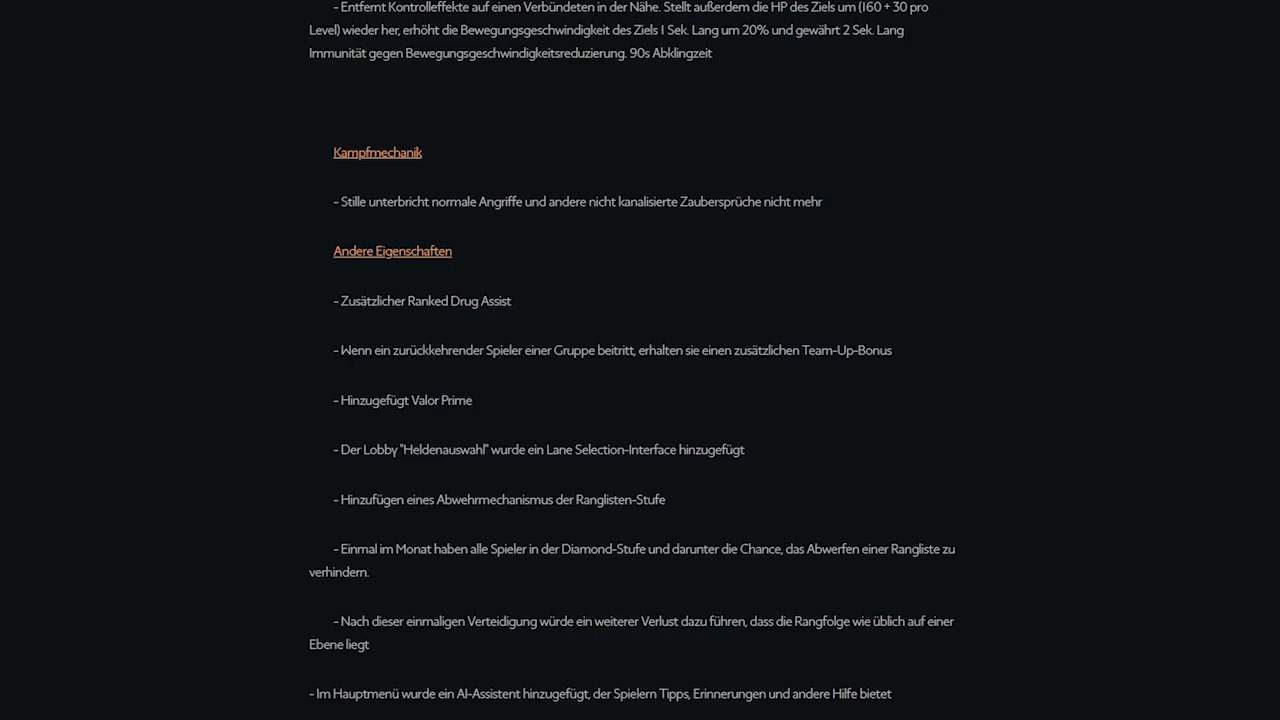 - Entfernt Kontrolleffekte auf einen Verbündeten in der Nähe. Stellt außerdem die HP des Ziels um (160 + 30 pro
Level) wieder her, erhöht die Bewegungsgeschwindigkeit des Ziels 1 Sek. Lang um 20% und gewährt 2 Sek. Lang
Immunität gegen Bewegungsgeschwindigkeitsreduzierung. 90s Abklingzeit
Kampfmechanik
- Stille unterbricht normale Angriffe und andere nicht kanalisierte Zaubersprüche nicht mehr
Andere Eigenschaften
- Zusätzlicher Ranked Drug Assist
- Wenn ein zurückkehrender Spieler einer Gruppe beitritt, erhalten sie einen zusätzlichen Team-Up-Bonus
- Hinzugefügt Valor Prime
- Der Lobby "Heldenauswahl" wurde ein Lane Selection-Interface hinzugefügt
- Hinzufügen eines Abwehrmechanismus der Ranglisten-Stufe
- Einmal im Monat haben alle Spieler in der Diamond-Stufe und darunter die Chance, das Abwerfen einer Rangliste zu
verhindern.
- Nach dieser einmaligen Verteidigung würde ein weiterer Verlust dazu führen, dass die Rangfolge wie üblich auf einer
Ebene liegt
- Im Hauptmenü wurde ein AI-Assistent hinzugefügt, der Spielern Tipps, Erinnerungen und andere Hilfe bietet